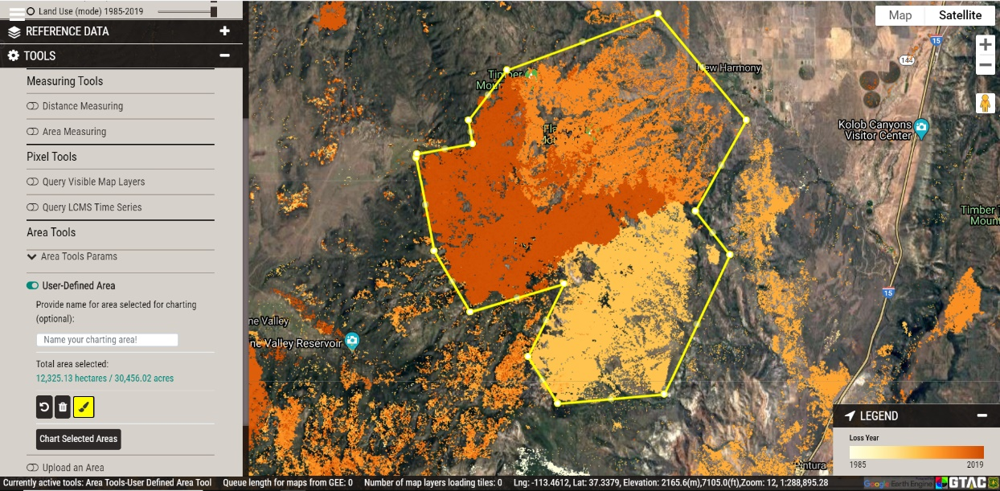 Land Use (mode) 1985-2019
REFERENCE DATA
TOOLS
Measuring Tools
Distance Measuring
Area Measuring
Pixel Tools
Query Visible Map Layers
Query LCMS Time Series
Area Tools
Area Tools Params
User-Defined Area
Provide name for area selected for charting
(optional):
Name your charting area!
Total area selected:
12,325.13 hectares / 30,456.02 acres
Chart Selected Areas
Upload an Area
Map Satellite
15
144
New Harmony
Kolob Canyons
Visitor Center
Timber
15
ne Valley
ne Valley Reservoir
LEGEND
Loss Year
1985 2019
Pintura
Google Earth Engine
GTAC
Currently active tools: Area Tools-User Defined Area Tool Queue length for maps from GEE: 0 Number of map layers loading tiles: 0 Lng: -113.4612, Lat: 37.3379, Elevation: 2165.6(m),7105.0(ft),Zoom: 12, 1:288,895.28